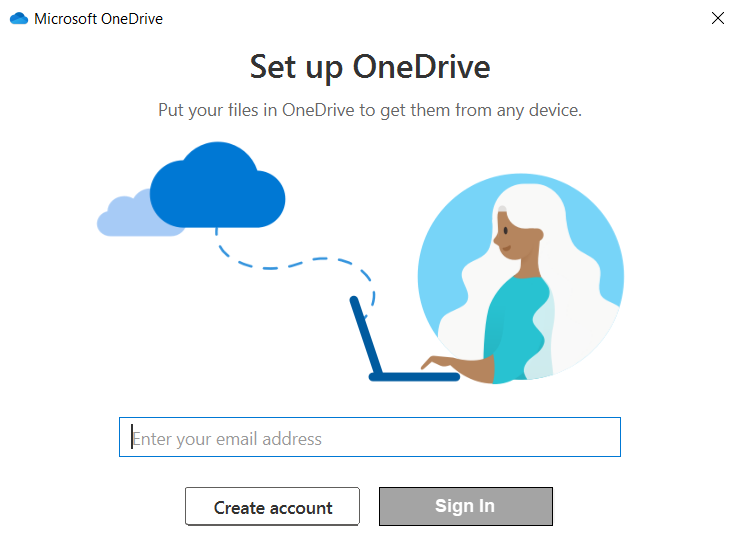 Microsoft OneDrive
Set up OneDrive
Put your files in OneDrive to get them from any device.
Enter your email address
Create account
Sign In